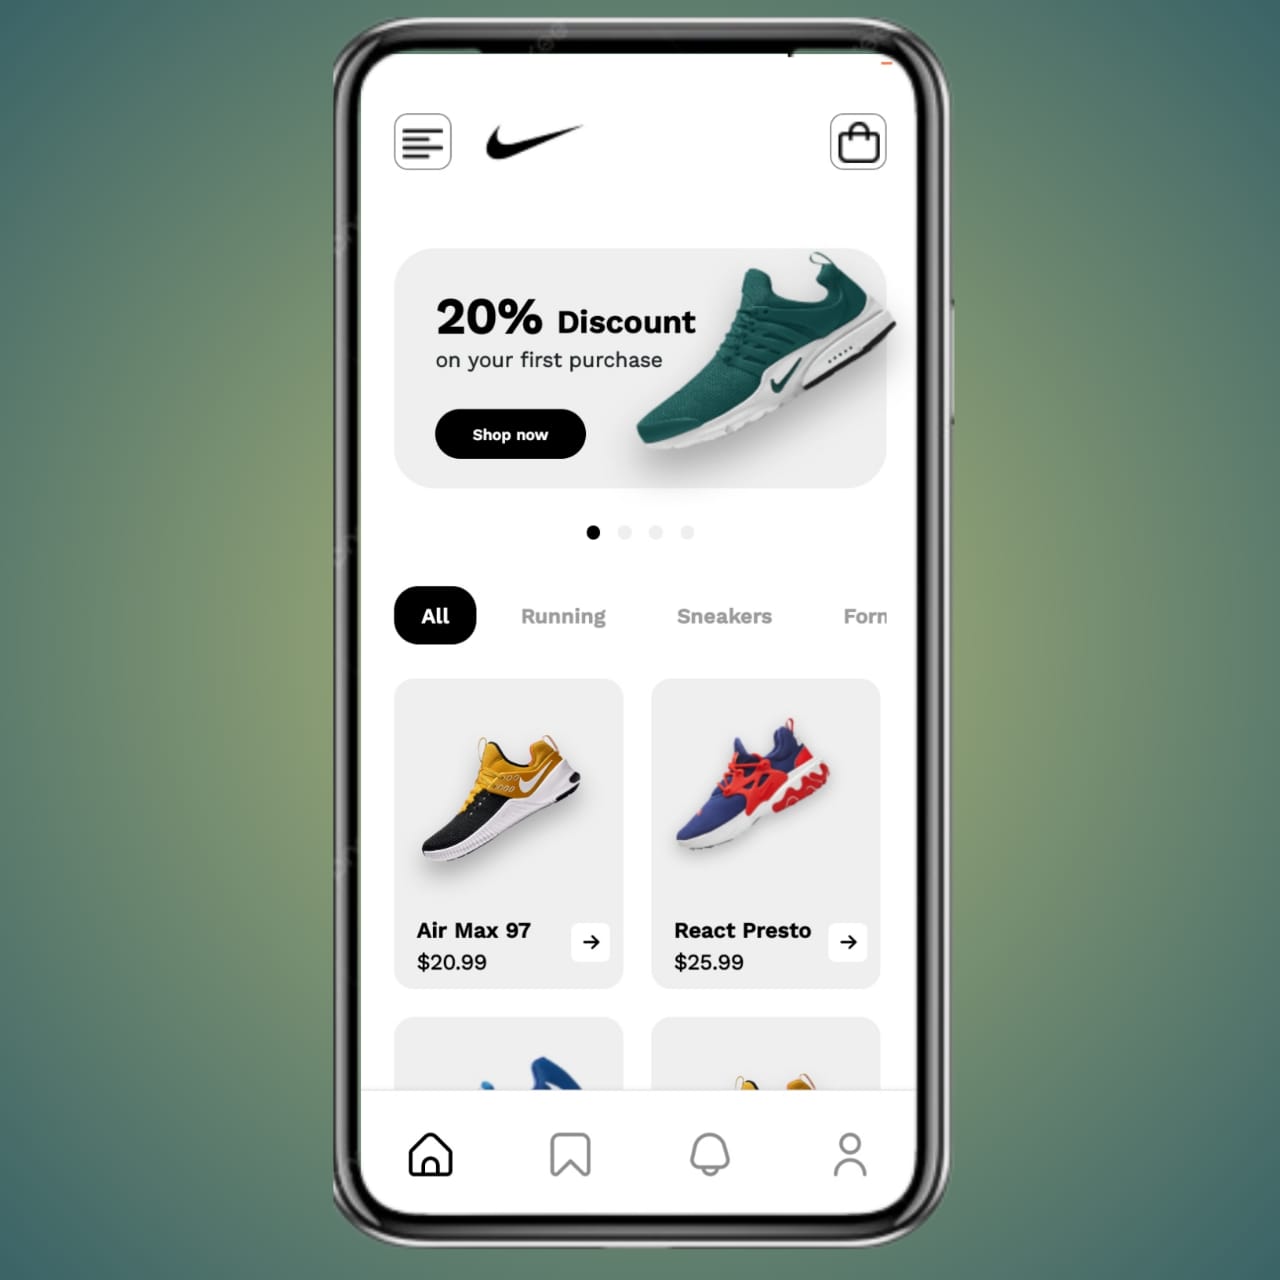 20% Discount
on your first purchase
Shop now
All Running Sneakers Forn
Air Max 97
$20.99
React Presto
$25.99